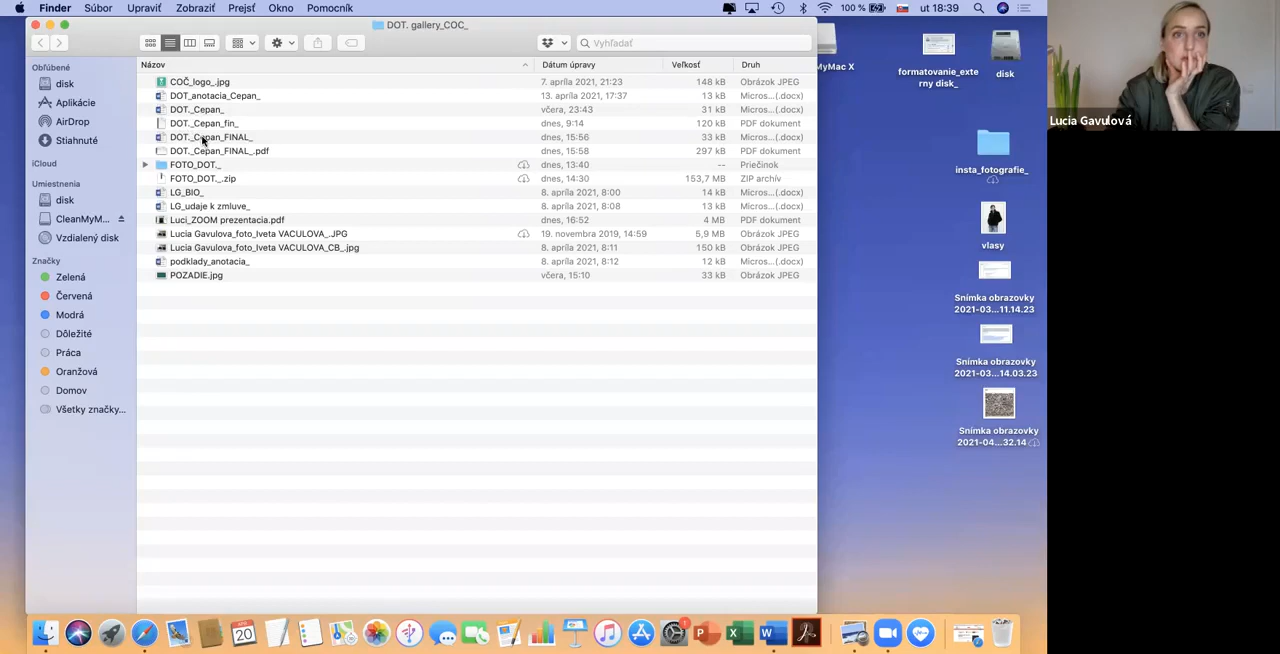 Finder Súbor Upraviť Zobraziť Prejsť Okno Pomocník 100 % ut 18:39
DOT. gallery_COC_
Vyhľadať
Obľúbené
disk
Aplikácie
AirDrop
Stiahnuté
iCloud
Umiestnenia
disk
CleanMyM...
Vzdialený disk
Značky
Zelená
Červená
Modrá
Dôležité
Práca
Oranžová
Domov
Všetky značky...
Názov Dátum úpravy Veľkosť Druh
COČ_logo_.jpg 7. apríla 2021, 21:23 148 kB Obrázok JPEG
DOT_anotacia_Cepan_ 13. apríla 2021, 17:37 13 kB Micros...(.docx)
DOT._Cepan_ včera, 23:43 31 kB Micros...(.docx)
DOT._Cepan_fin_ dnes, 9:14 120 kB PDF dokument
DOT._Cepan_FINAL_ dnes, 15:56 33 kB Micros...(.docx)
DOT._Cepan_FINAL_.pdf dnes, 15:58 297 kB PDF dokument
FOTO_DOT._ dnes, 13:40 -- Priečinok
FOTO_DOT._.zip dnes, 14:30 153,7 MB ZIP archív
LG_BIO_ 8. apríla 2021, 8:00 14 kB Micros...(.docx)
LG_udaje k zmluve_ 8. apríla 2021, 8:08 13 kB Micros...(.docx)
Luci_ZOOM prezentacia.pdf dnes, 16:52 4 MB PDF dokument
Lucia Gavulova_foto_Iveta VACULOVA_.JPG 19. novembra 2019, 14:59 5,9 MB Obrázok JPEG
Lucia Gavulova_foto_Iveta VACULOVA_CB_.jpg 8. apríla 2021, 8:11 150 kB Obrázok JPEG
podklady_anotacia_ 8. apríla 2021, 8:12 12 kB Micros...(.docx)
POZADIE.jpg včera, 15:10 33 kB Obrázok JPEG
MyMac X
formatovanie_exte
rny disk_
disk
insta_fotografie_
vlasy
Snímka obrazovky
2021-03...11.14.23
Snímka obrazovky
2021-03...14.03.23
Snímka obrazovky
2021-04...32.14
Lucia Gavulová
APR
20